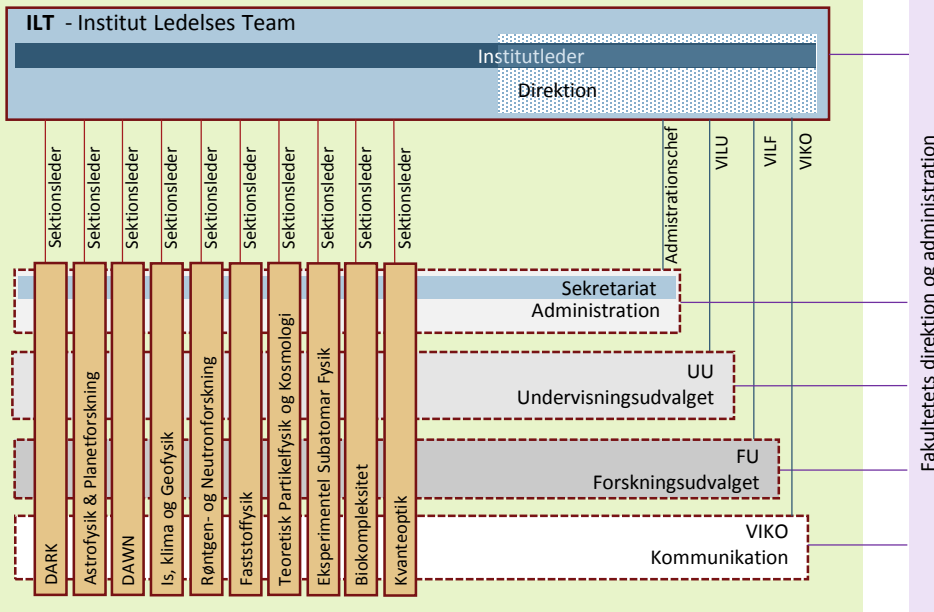 ILT - Institut Ledelses Team
Institutleder
Direktion
Sektionsleder
Sektionsleder
Sektionsleder
Sektionsleder
Sektionsleder
Sektionsleder
Sektionsleder
Sektionsleder
Sektionsleder
Sektionsleder
Admistrationschef
VILU
VILF
VIKO
Sekretariat
Administration
UU
Undervisningsudvalget
FU
Forskningsudvalget
VIKO
Kommunikation
DARK
Astrofysik & Planetforskning
DAWN
Is, klima og Geofysik
Røntgen- og Neutronforskning
Faststoffysik
Teoretisk Partikelfysik og Kosmologi
Eksperimentel Subatomar Fysik
Biokompleksitet
Kvanteoptik
Fakultetets direktion og administration